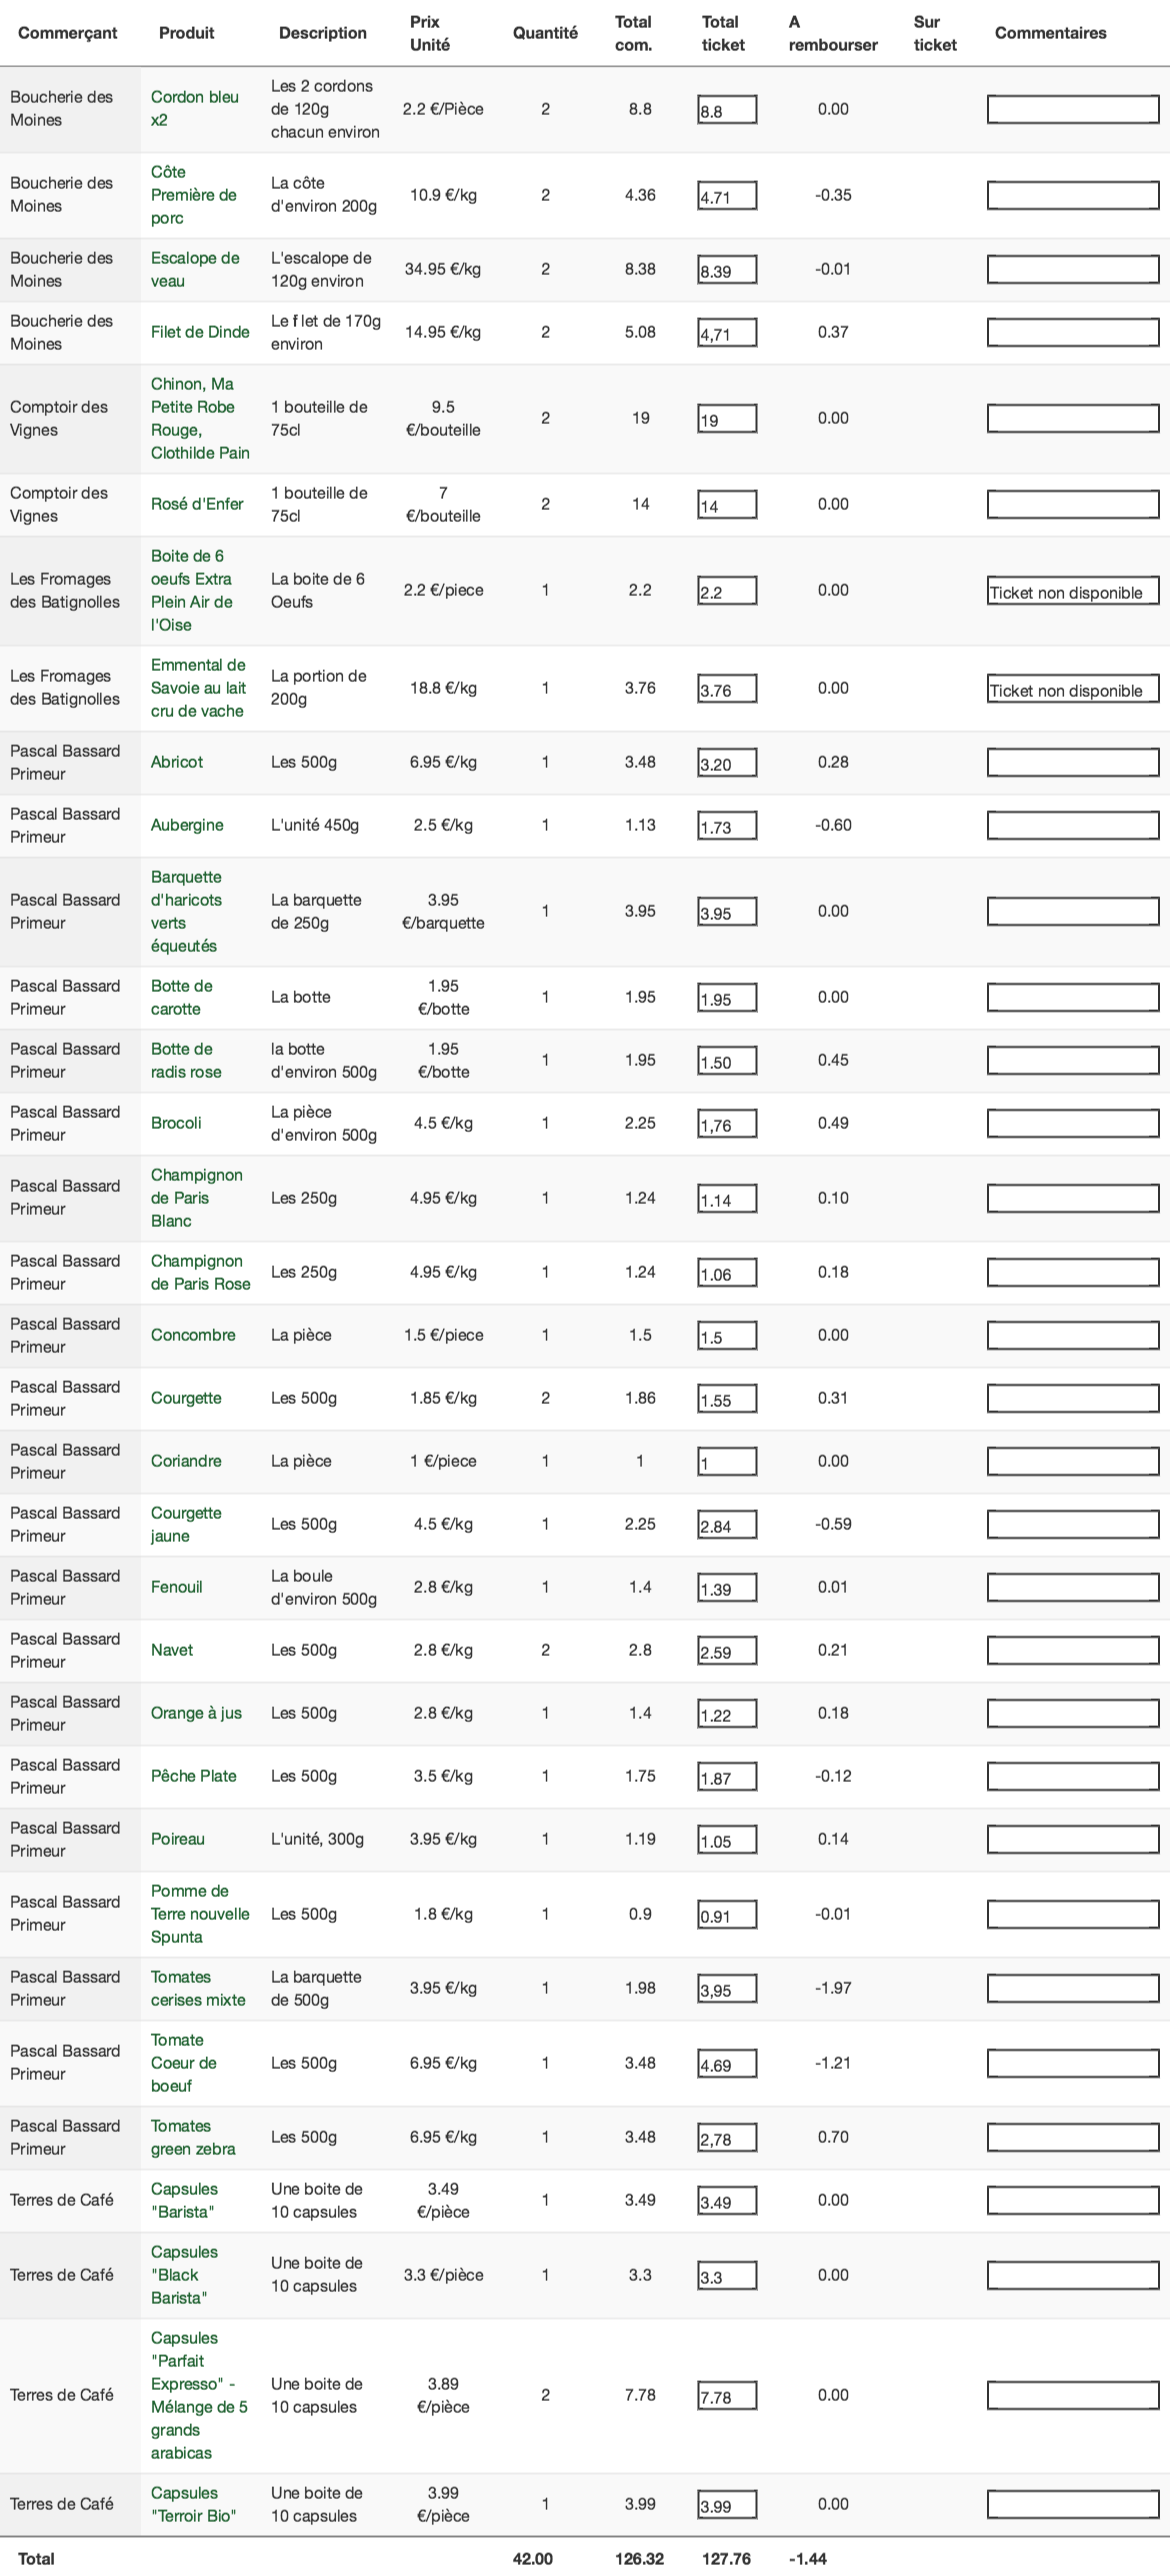 Commerçant Produit Description Prix Unité Quantité Total com. Total ticket A rembourser Sur ticket Commentaires
Boucherie des Moines Cordon bleu x2 Les 2 cordons de 120g chacun environ 2.2 €/Pièce 2 8.8 8.8 0.00
Boucherie des Moines Côte Première de porc La côte d'environ 200g 10.9 €/kg 2 4.36 4.71 -0.35
Boucherie des Moines Escalope de veau L'escalope de 120g environ 34.95 €/kg 2 8.38 8.39 -0.01
Boucherie des Moines Filet de Dinde Le f let de 170g environ 14.95 €/kg 2 5.08 4,71 0.37
Comptoir des Vignes Chinon, Ma Petite Robe Rouge, Clothilde Pain 1 bouteille de 75cl 9.5 €/bouteille 2 19 19 0.00
Comptoir des Vignes Rosé d'Enfer 1 bouteille de 75cl 7 €/bouteille 2 14 14 0.00
Les Fromages des Batignolles Boite de 6 oeufs Extra Plein Air de l'Oise La boite de 6 Oeufs 2.2 €/piece 1 2.2 2.2 0.00 Ticket non disponible
Les Fromages des Batignolles Emmental de Savoie au lait cru de vache La portion de 200g 18.8 €/kg 1 3.76 3.76 0.00 Ticket non disponible
Pascal Bassard Primeur Abricot Les 500g 6.95 €/kg 1 3.48 3.20 0.28
Pascal Bassard Primeur Aubergine L'unité 450g 2.5 €/kg 1 1.13 1.73 -0.60
Pascal Bassard Primeur Barquette d'haricots verts équeutés La barquette de 250g 3.95 €/barquette 1 3.95 3.95 0.00
Pascal Bassard Primeur Botte de carotte La botte 1.95 €/botte 1 1.95 1.95 0.00
Pascal Bassard Primeur Botte de radis rose la botte d'environ 500g 1.95 €/botte 1 1.95 1.50 0.45
Pascal Bassard Primeur Brocoli La pièce d'environ 500g 4.5 €/kg 1 2.25 1,76 0.49
Pascal Bassard Primeur Champignon de Paris Blanc Les 250g 4.95 €/kg 1 1.24 1.14 0.10
Pascal Bassard Primeur Champignon de Paris Rose Les 250g 4.95 €/kg 1 1.24 1.06 0.18
Pascal Bassard Primeur Concombre La pièce 1.5 €/piece 1 1.5 1.5 0.00
Pascal Bassard Primeur Courgette Les 500g 1.85 €/kg 2 1.86 1.55 0.31
Pascal Bassard Primeur Coriandre La pièce 1 €/piece 1 1 1 0.00
Pascal Bassard Primeur Courgette jaune Les 500g 4.5 €/kg 1 2.25 2.84 -0.59
Pascal Bassard Primeur Fenouil La boule d'environ 500g 2.8 €/kg 1 1.4 1.39 0.01
Pascal Bassard Primeur Navet Les 500g 2.8 €/kg 2 2.8 2.59 0.21
Pascal Bassard Primeur Orange à jus Les 500g 2.8 €/kg 1 1.4 1.22 0.18
Pascal Bassard Primeur Pêche Plate Les 500g 3.5 €/kg 1 1.75 1.87 -0.12
Pascal Bassard Primeur Poireau L'unité, 300g 3.95 €/kg 1 1.19 1.05 0.14
Pascal Bassard Primeur Pomme de Terre nouvelle Spunta Les 500g 1.8 €/kg 1 0.9 0.91 -0.01
Pascal Bassard Primeur Tomates cerises mixte La barquette de 500g 3.95 €/kg 1 1.98 3,95 -1.97
Pascal Bassard Primeur Tomate Coeur de boeuf Les 500g 6.95 €/kg 1 3.48 4.69 -1.21
Pascal Bassard Primeur Tomates green zebra Les 500g 6.95 €/kg 1 3.48 2,78 0.70
Terres de Café Capsules "Barista" Une boite de 10 capsules 3.49 €/pièce 1 3.49 3.49 0.00
Terres de Café Capsules "Black Barista" Une boite de 10 capsules 3.3 €/pièce 1 3.3 3.3 0.00
Terres de Café Capsules "Parfait Expresso" - Mélange de 5 grands arabicas Une boite de 10 capsules 3.89 €/pièce 2 7.78 7.78 0.00
Terres de Café Capsules "Terroir Bio" Une boite de 10 capsules 3.99 €/pièce 1 3.99 3.99 0.00
Total 42.00 126.32 127.76 -1.44